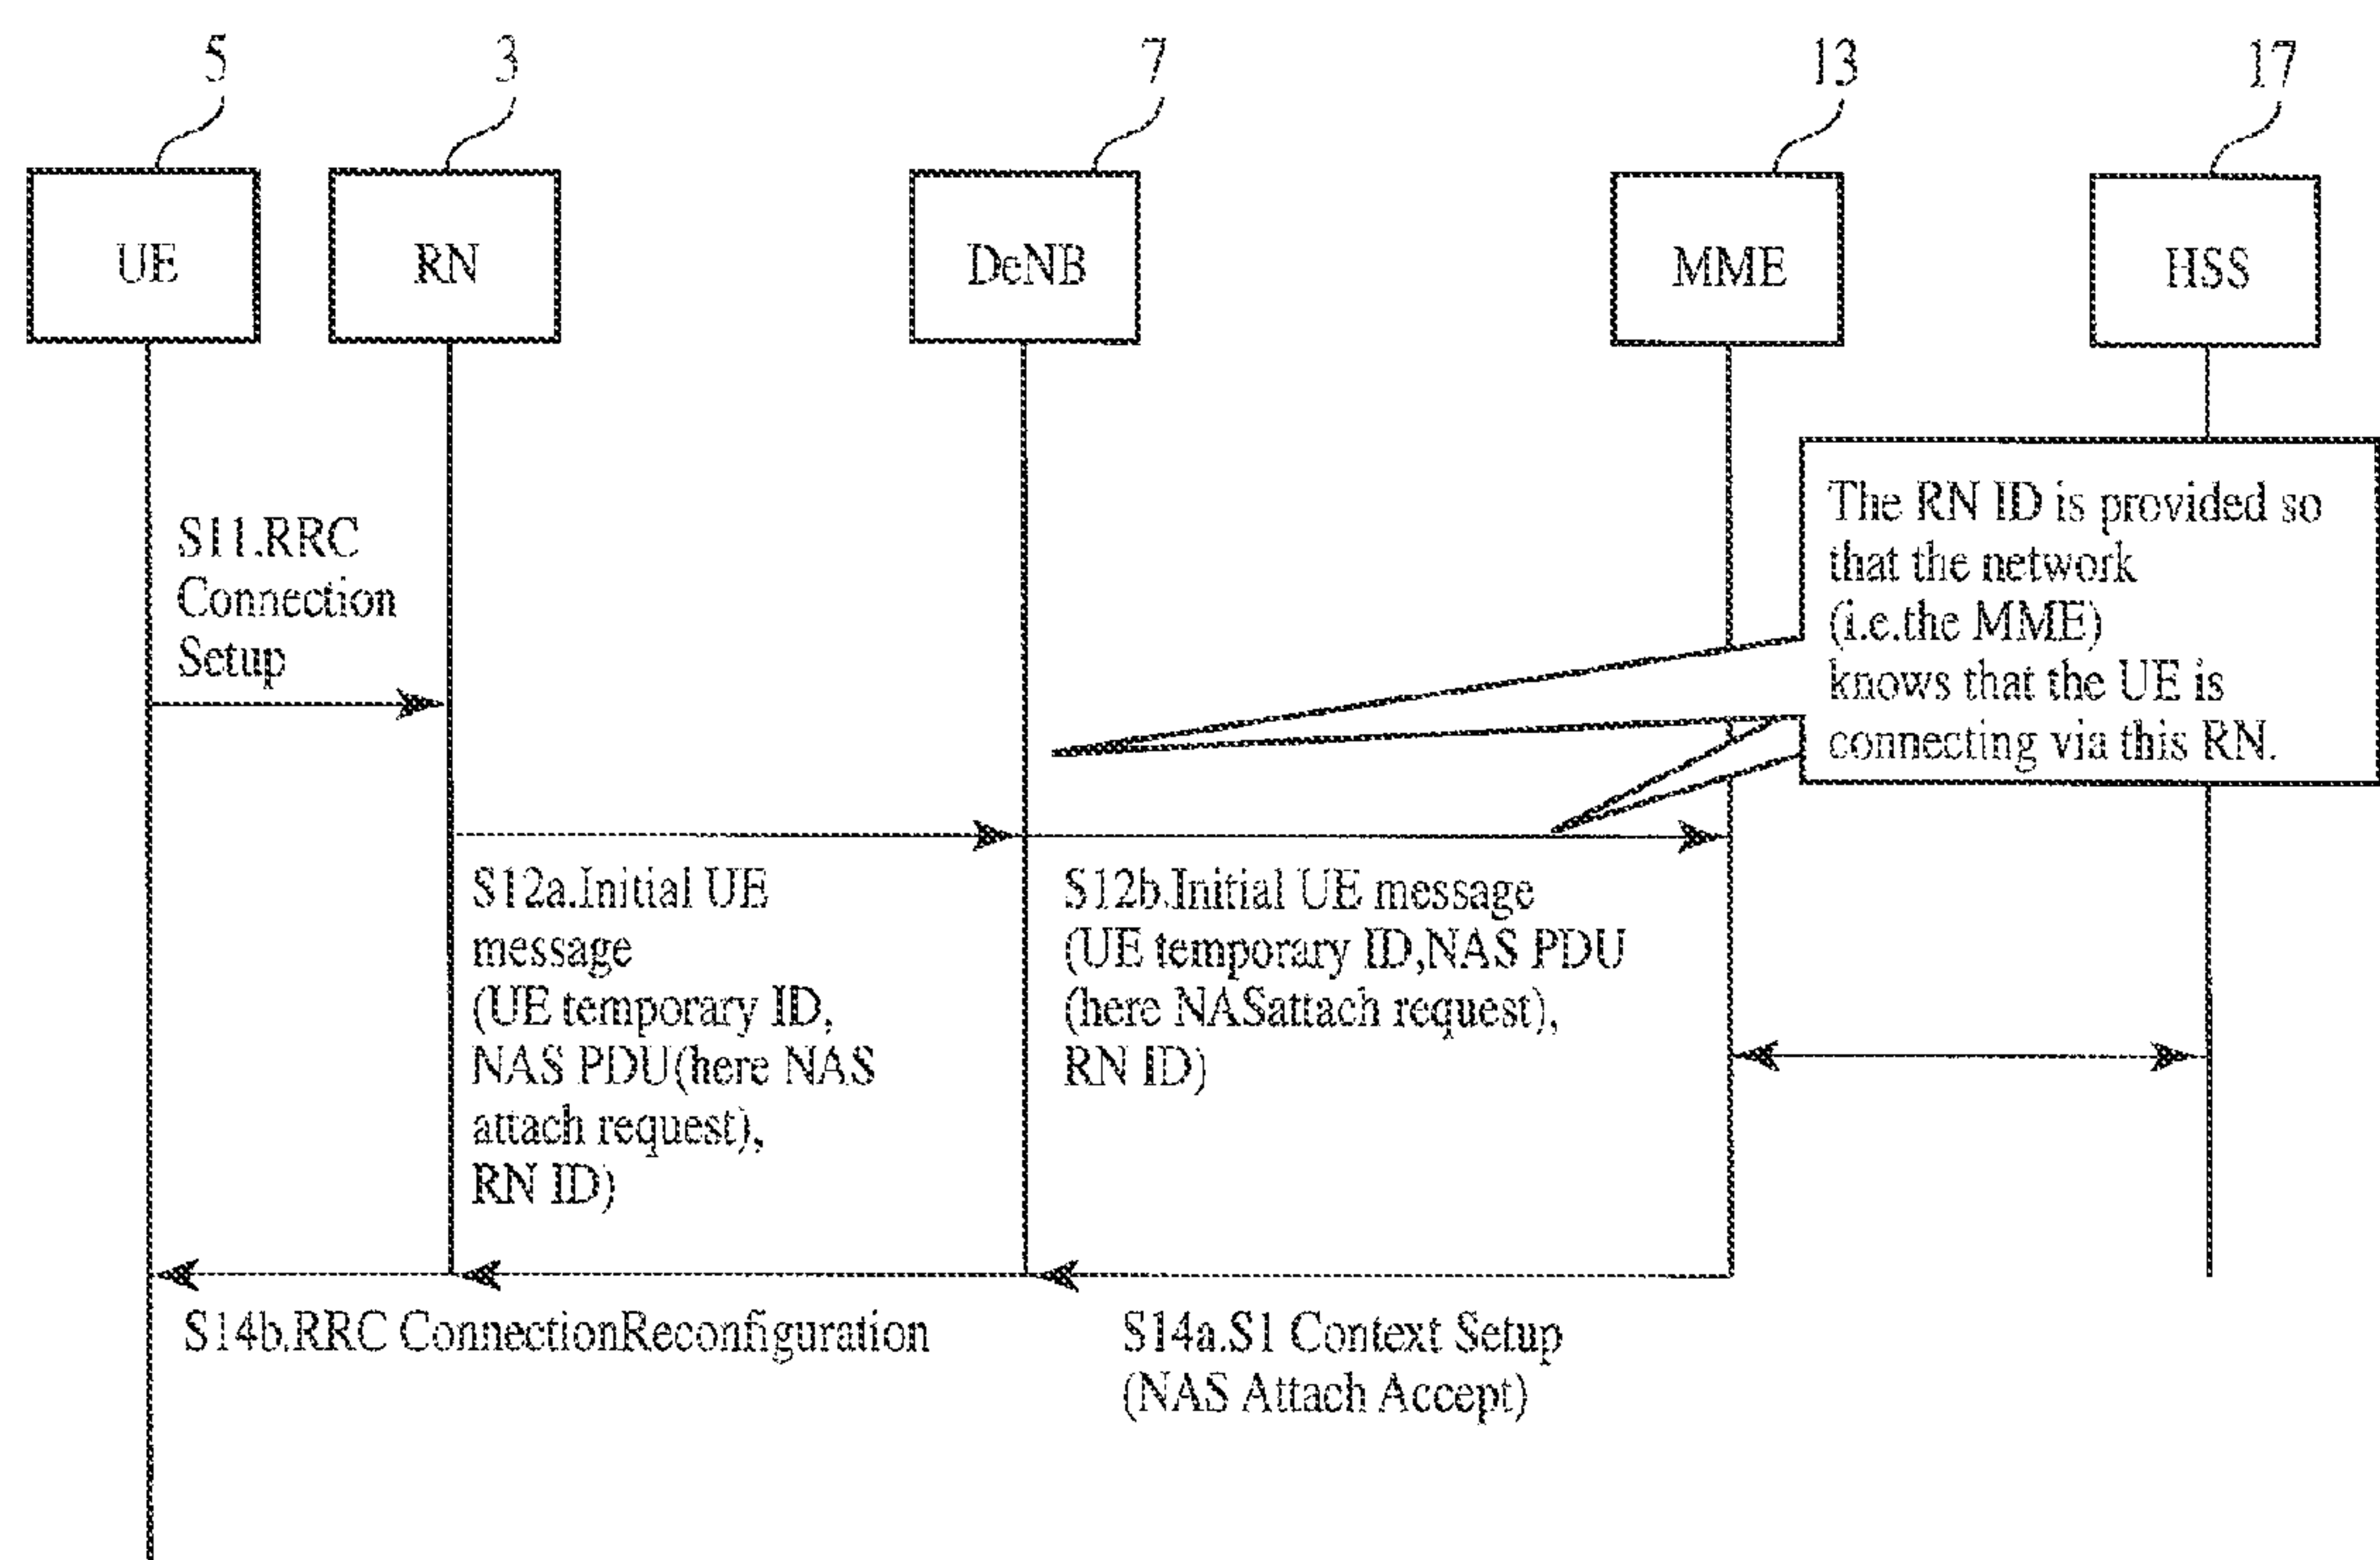 5
3
7
13
17
UE
RN
DeNB
MME
HSS
The RN ID is provided so
that the network
(i.e.the MME)
knows that the UE is
connecting via this RN.
S11.RRC
Connection
Setup
S12a.Initial UE
message
(UE temporary ID,
NAS PDU(here NAS
attach request),
RN ID)
S12b.Initial UE message
(UE temporary ID,NAS PDU
(here NASattach request),
RN ID)
S14b.RRC ConnectionReconfiguration
S14a.S1 Context Setup
(NAS Attach Accept)